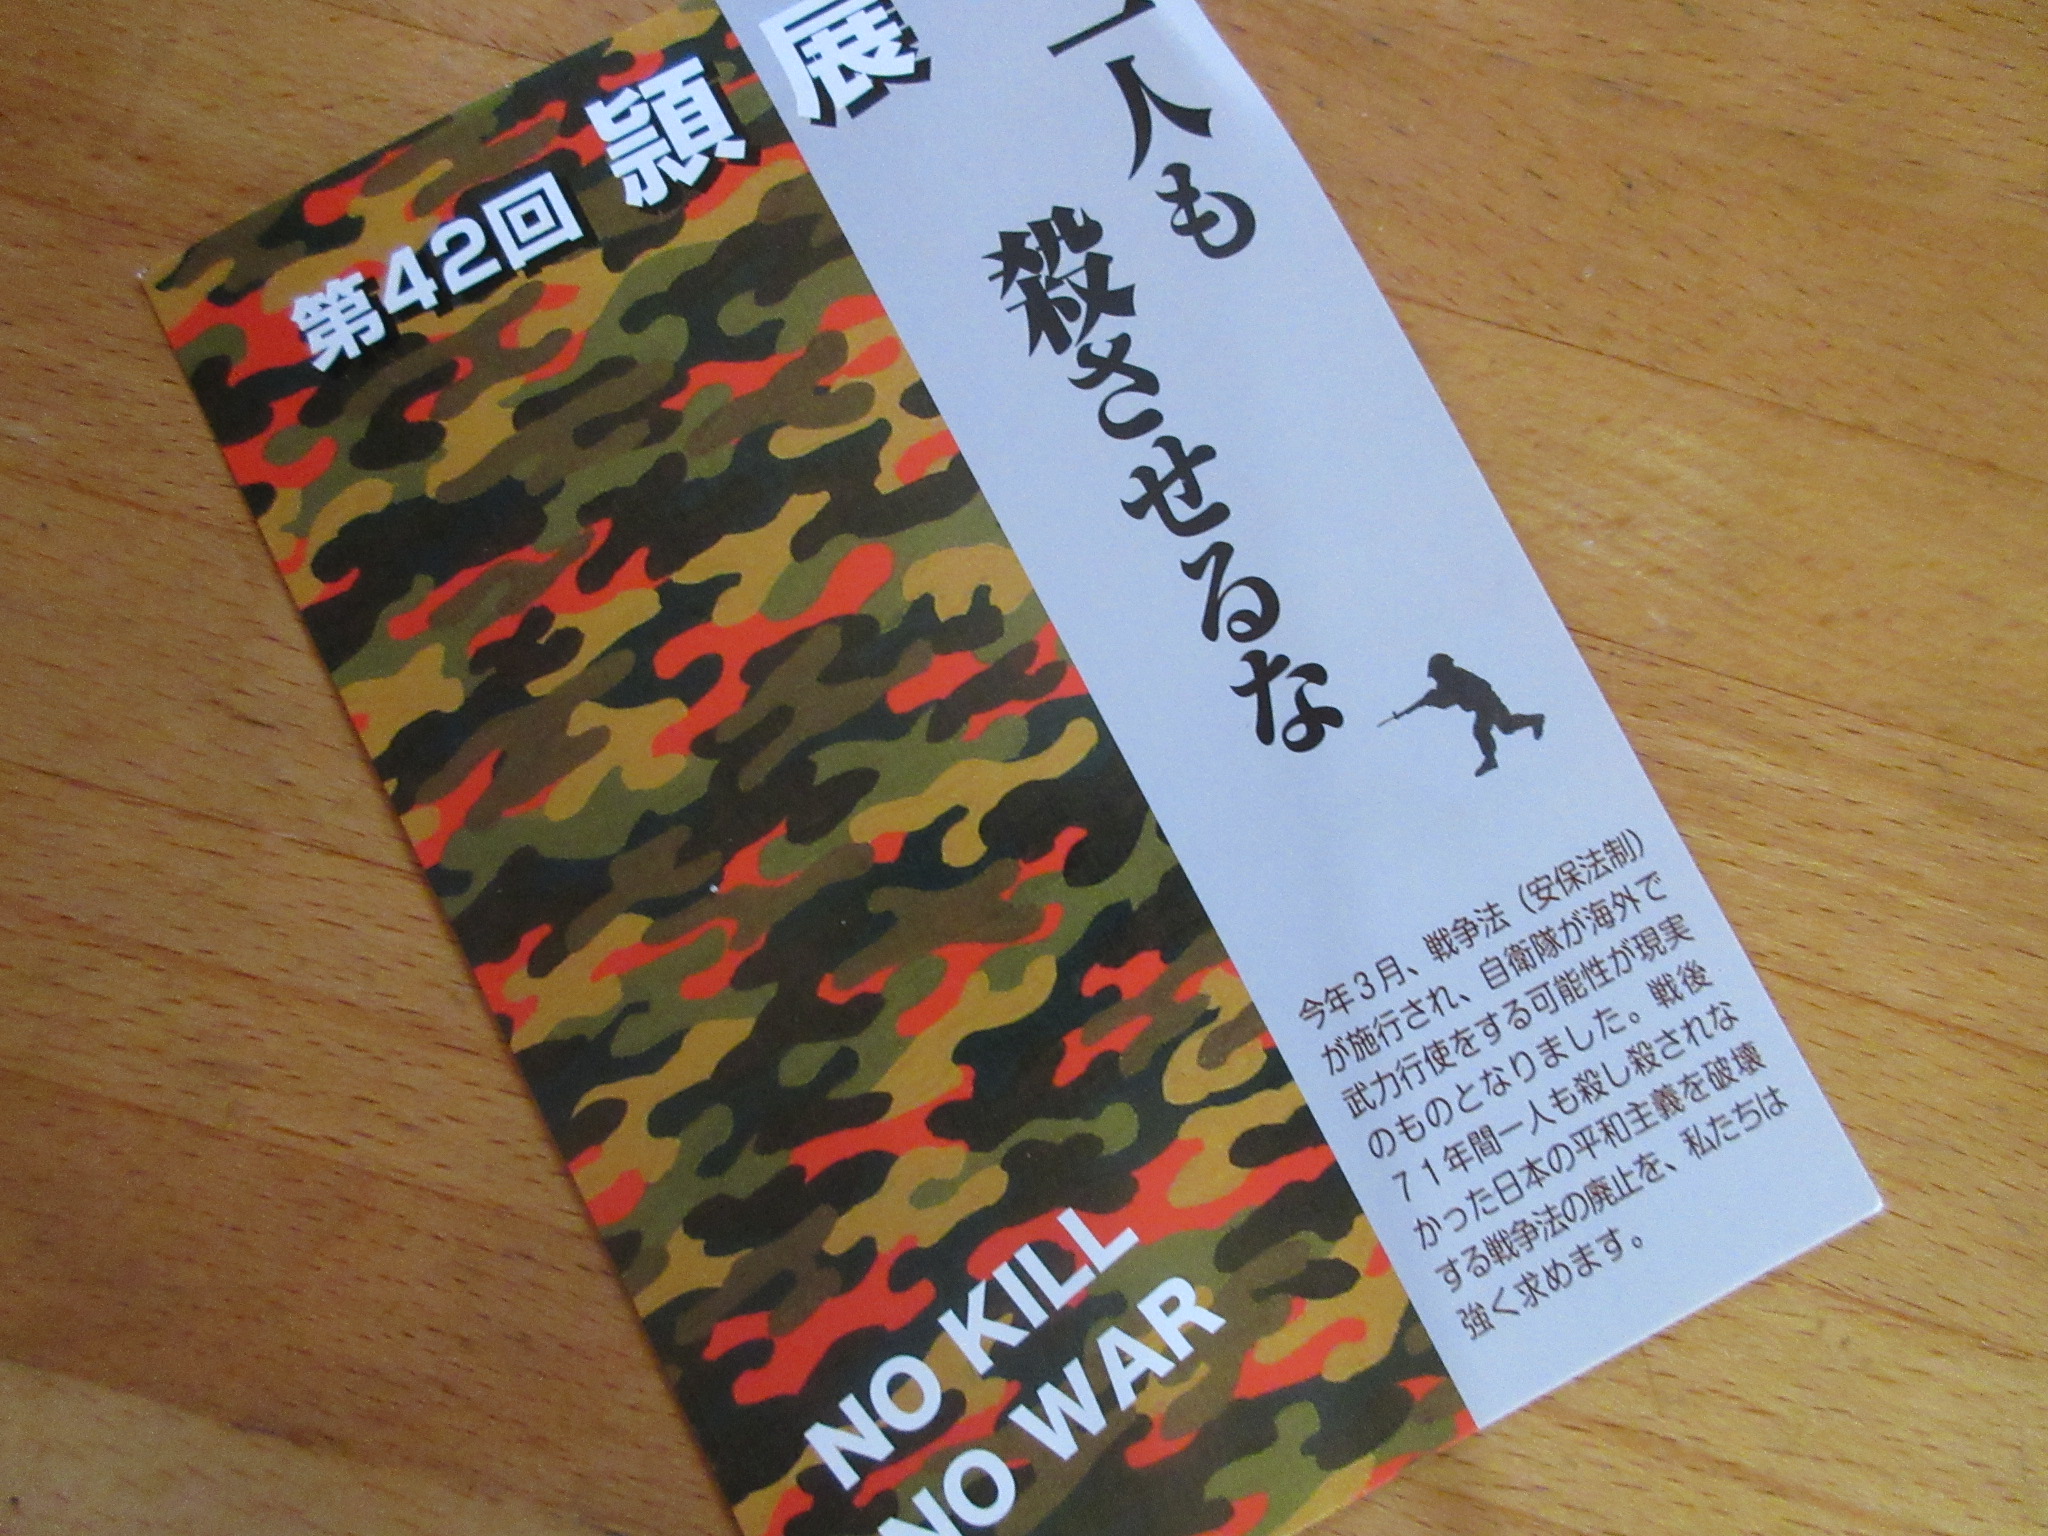 第42回 頴展
一人も
殺させるな
今年3月、戦争法（安保法制）
が施行され、自衛隊が海外で
武力行使をする可能性が現実
のものとなりました。戦後
71年間一人も殺し殺されな
かった日本の平和主義を破壊
する戦争法の廃止を、私たちは
強く求めます。
NO KILL
NO WAR